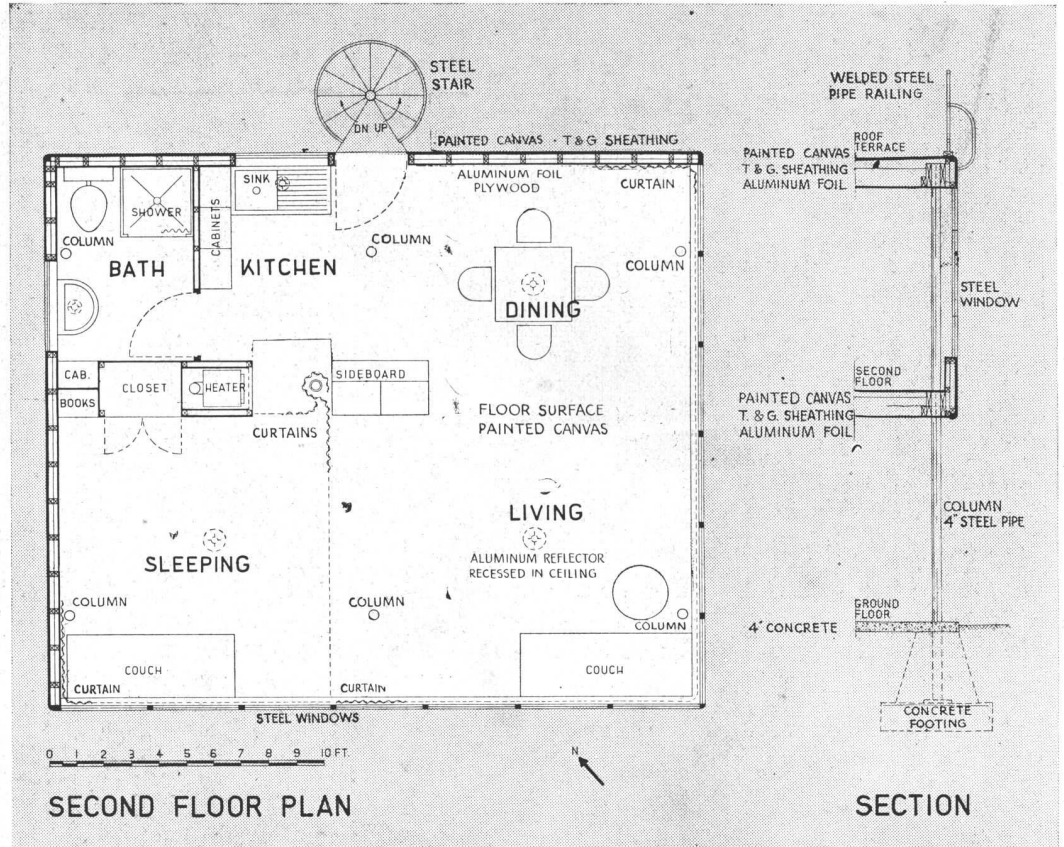 STEEL
STAIR
DN UP
PAINTED CANVAS · T & G SHEATHING
ALUMINUM FOIL
PLYWOOD
CURTAIN
SINK
SHOWER
CABINETS
COLUMN
COLUMN
COLUMN
BATH
KITCHEN
DINING
CAB.
CLOSET
HEATER
SIDEBOARD
BOOKS
CURTAINS
FLOOR SURFACE
PAINTED CANVAS
LIVING
SLEEPING
ALUMINUM REFLECTOR
RECESSED IN CEILING
COLUMN
COLUMN
COLUMN
COUCH
COUCH
CURTAIN
CURTAIN
STEEL WINDOWS
0 1 2 3 4 5 6 7 8 9 10 FT.
N
SECOND FLOOR PLAN
WELDED STEEL
PIPE RAILING
ROOF
TERRACE
PAINTED CANVAS
T & G. SHEATHING
ALUMINUM FOIL
STEEL
WINDOW
SECOND
FLOOR
PAINTED CANVAS
T. & G. SHEATHING
ALUMINUM FOIL
COLUMN
4" STEEL PIPE
GROUND
FLOOR
4" CONCRETE
CONCRETE
FOOTING
SECTION